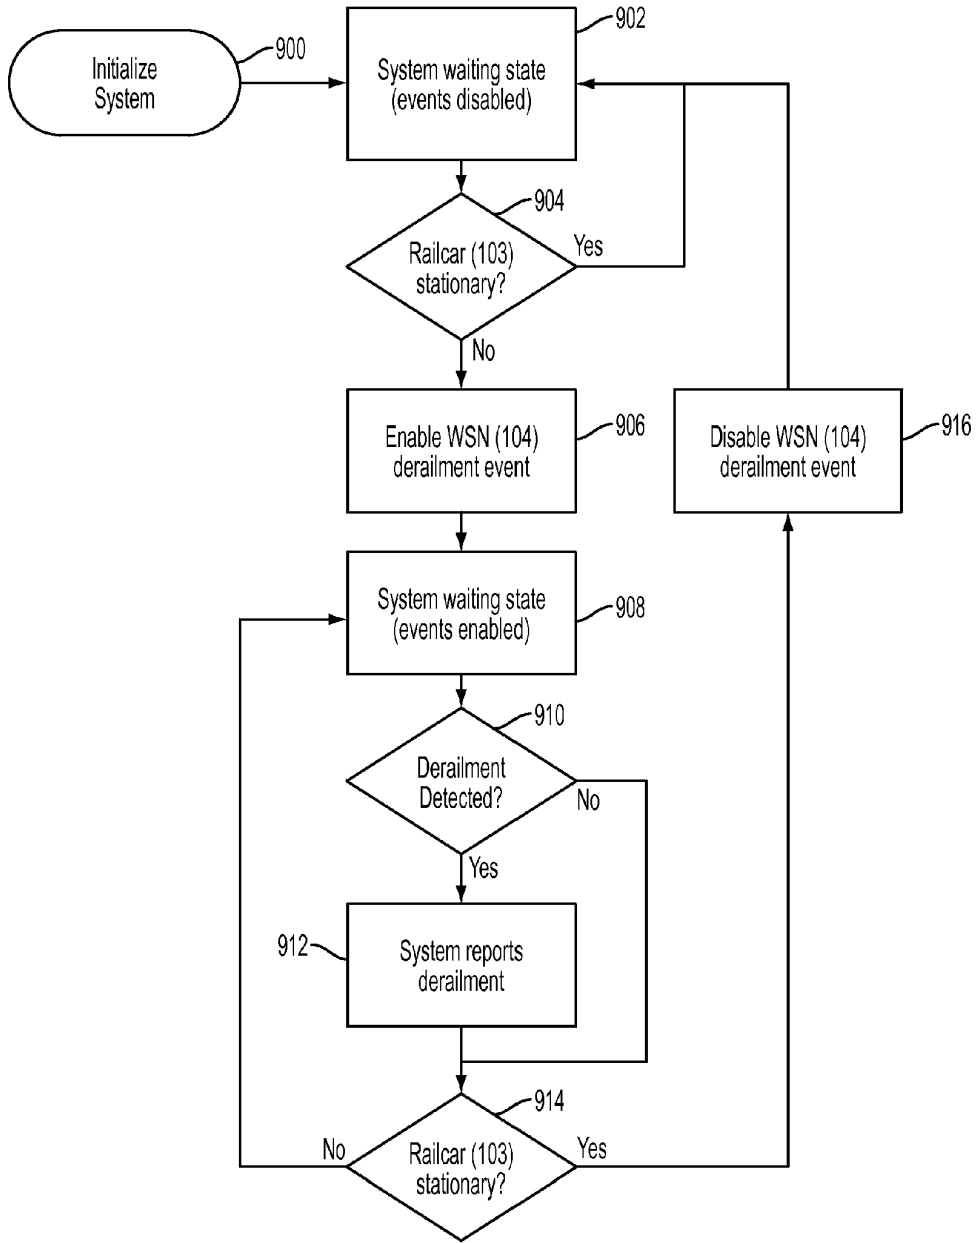 Initialize
System
900
System waiting state
(events disabled)
902
Railcar (103)
stationary?
904
Yes
No
Enable WSN (104)
derailment event
906
Disable WSN (104)
derailment event
916
System waiting state
(events enabled)
908
Derailment
Detected?
910
No
Yes
System reports
derailment
912
Railcar (103)
stationary?
914
No
Yes